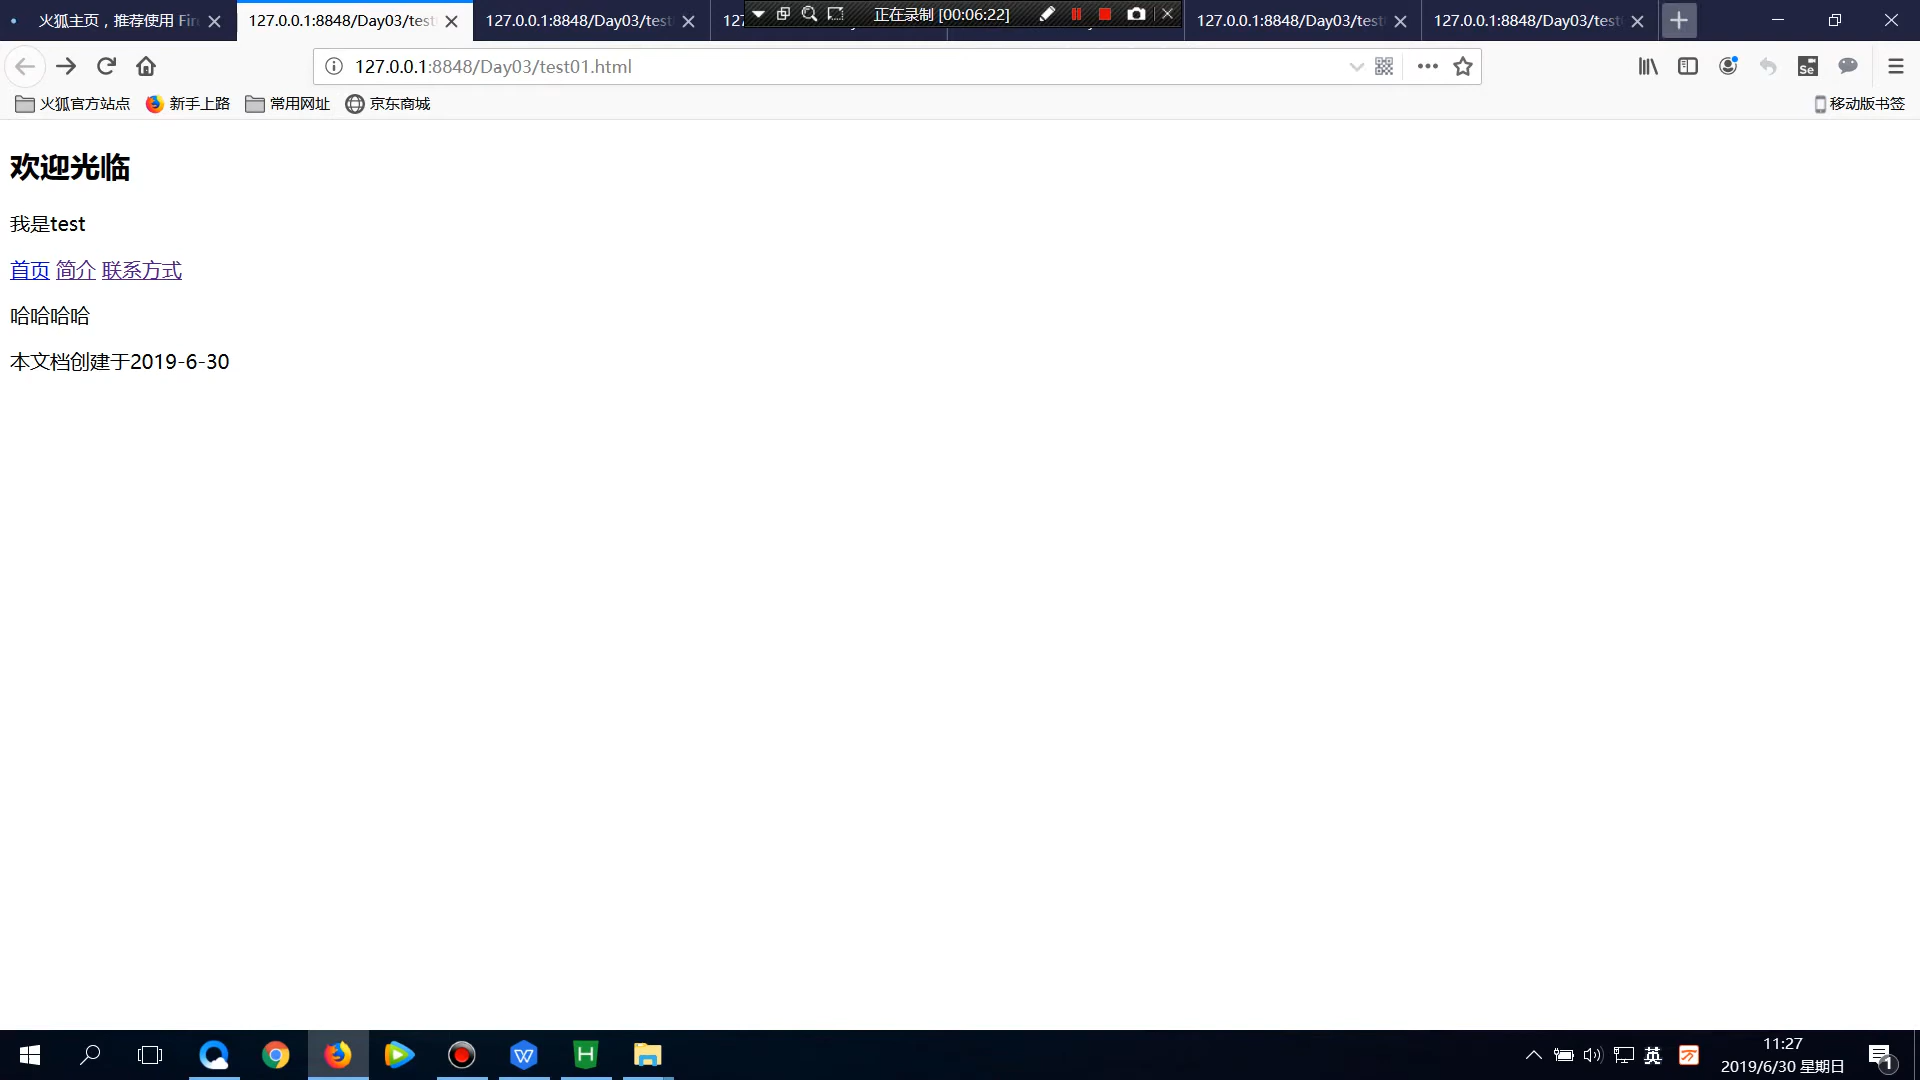 火狐主页，推荐使用 Fir
127.0.0.1:8848/Day03/test
127.0.0.1:8848/Day03/test
正在录制 [00:06:22]
127.0.0.1:8848/Day03/test
127.0.0.1:8848/Day03/test
127.0.0.1:8848/Day03/test01.html
Se
火狐官方站点 新手上路 常用网址 京东商城 移动版书签
欢迎光临
我是test
首页 简介 联系方式
哈哈哈哈
本文档创建于2019-6-30
英
11:27
2019/6/30 星期日
1